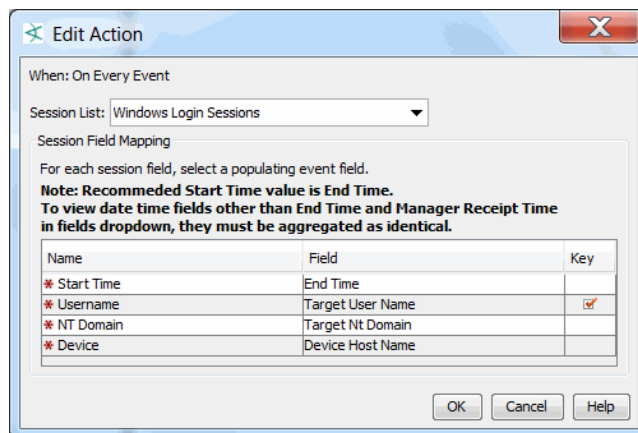 Edit Action
X
When: On Every Event
Session List: Windows Login Sessions
Session Field Mapping
For each session field, select a populating event field.
Note: Recommeded Start Time value is End Time.
To view date time fields other than End Time and Manager Receipt Time
in fields dropdown, they must be aggregated as identical.
Name Field Key
* Start Time End Time
* Username Target User Name
* NT Domain Target Nt Domain
* Device Device Host Name
OK Cancel Help